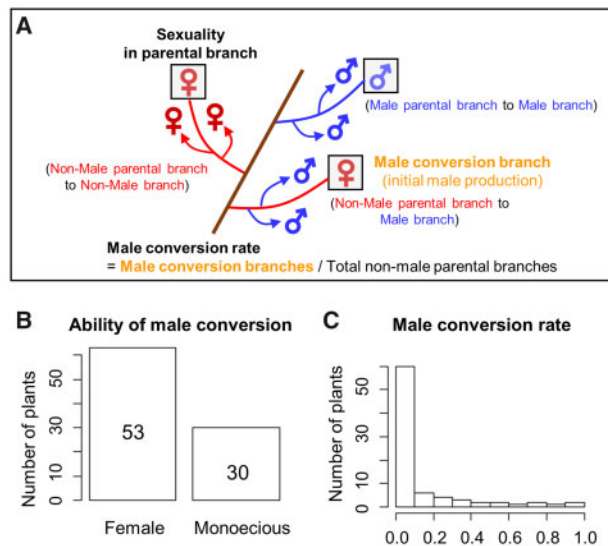 A
Sexuality
in parental branch
(Male parental branch to Male branch)
(Non-Male parental branch
to Non-Male branch)
Male conversion branch
(initial male production)
(Non-Male parental branch to
Male branch)
Male conversion rate
= Male conversion branches / Total non-male parental branches
B
Ability of male conversion
Number of plants
0 10 30 50
53
30
Female Monoecious
C
Male conversion rate
Number of plants
0 10 30 50
0.0 0.2 0.4 0.6 0.8 1.0